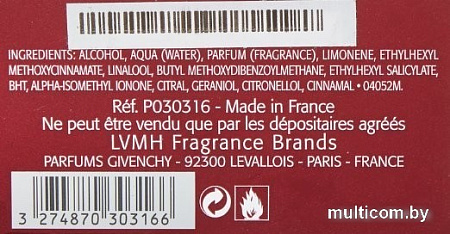 INGREDIENTS: ALCOHOL, AQUA (WATER), PARFUM (FRAGRANCE), LIMONENE, ETHYLHEXYL
METHOXYCINNAMATE, LINALOOL, BUTYL METHOXYDIBENZOYLMETHANE, ETHYLHEXYL SALICYLATE,
BHT, ALPHA-ISOMETHYL IONONE, CITRAL, GERANIOL, CITRONELLOL, CINNAMAL • 04052M.
Réf. P030316 - Made in France
Ne peut être vendu que par les dépositaires agréés
LVMH Fragrance Brands
PARFUMS GIVENCHY - 92300 LEVALLOIS - PARIS - FRANCE
3 274870 303166
multicom.by